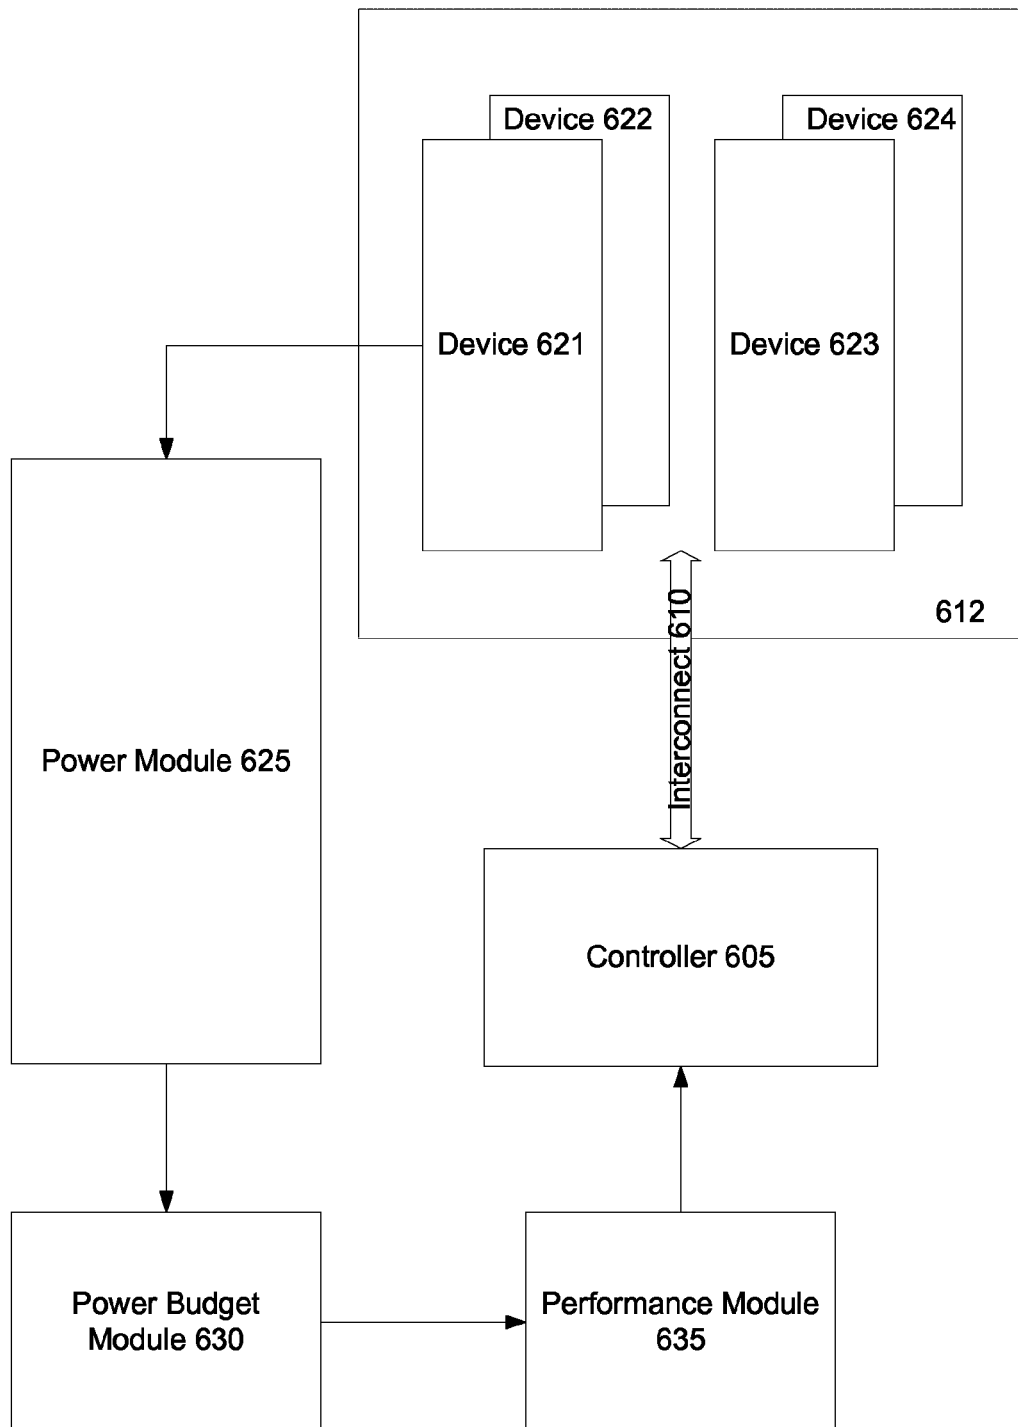 Device 622
Device 624
Device 621
Device 623
612
Interconnect 610
Power Module 625
Controller 605
Power Budget
Module 630
Performance Module
635